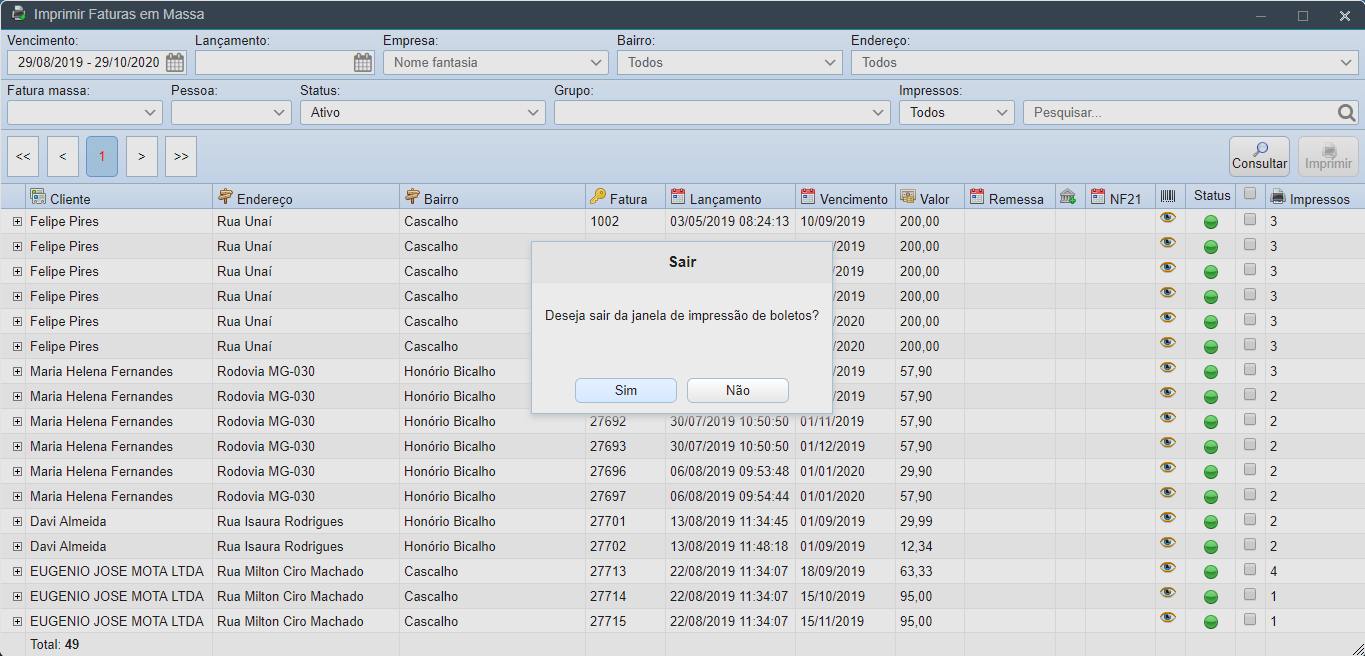 Imprimir Faturas em Massa
Vencimento: Lançamento: Empresa: Bairro: Endereço:
29/08/2019 - 29/10/2020 Nome fantasia Todos Todos
Fatura massa: Pessoa: Status: Grupo: Impressos:
Ativo Todos Pesquisar...
<< < 1 > >> Consultar Imprimir
Cliente Endereço Bairro Fatura Lançamento Vencimento Valor Remessa NF21 Status Impressos
Felipe Pires Rua Unaí Cascalho 1002 03/05/2019 08:24:13 10/09/2019 200,00 3
Felipe Pires Rua Unaí Cascalho /2019 200,00 3
Felipe Pires Rua Unaí Cascalho /2019 200,00 3
Felipe Pires Rua Unaí Cascalho /2019 200,00 3
Felipe Pires Rua Unaí Cascalho /2020 200,00 3
Felipe Pires Rua Unaí Cascalho /2020 200,00 3
Maria Helena Fernandes Rodovia MG-030 Honório Bicalho /2019 57,90 3
Maria Helena Fernandes Rodovia MG-030 Honório Bicalho /2019 57,90 2
Maria Helena Fernandes Rodovia MG-030 Honório Bicalho 27692 30/07/2019 10:50:50 01/11/2019 57,90 2
Maria Helena Fernandes Rodovia MG-030 Honório Bicalho 27693 30/07/2019 10:50:50 01/12/2019 57,90 2
Maria Helena Fernandes Rodovia MG-030 Honório Bicalho 27696 06/08/2019 09:53:48 01/01/2020 29,90 2
Maria Helena Fernandes Rodovia MG-030 Honório Bicalho 27697 06/08/2019 09:54:44 01/01/2020 57,90 2
Davi Almeida Rua Isaura Rodrigues Honório Bicalho 27701 13/08/2019 11:34:45 01/09/2019 29,99 2
Davi Almeida Rua Isaura Rodrigues Honório Bicalho 27702 13/08/2019 11:48:18 01/09/2019 12,34 2
EUGENIO JOSE MOTA LTDA Rua Milton Ciro Machado Cascalho 27713 22/08/2019 11:34:07 18/09/2019 63,33 4
EUGENIO JOSE MOTA LTDA Rua Milton Ciro Machado Cascalho 27714 22/08/2019 11:34:07 15/10/2019 95,00 1
EUGENIO JOSE MOTA LTDA Rua Milton Ciro Machado Cascalho 27715 22/08/2019 11:34:07 15/11/2019 95,00 1
Total: 49
Sair
Deseja sair da janela de impressão de boletos?
Sim Não